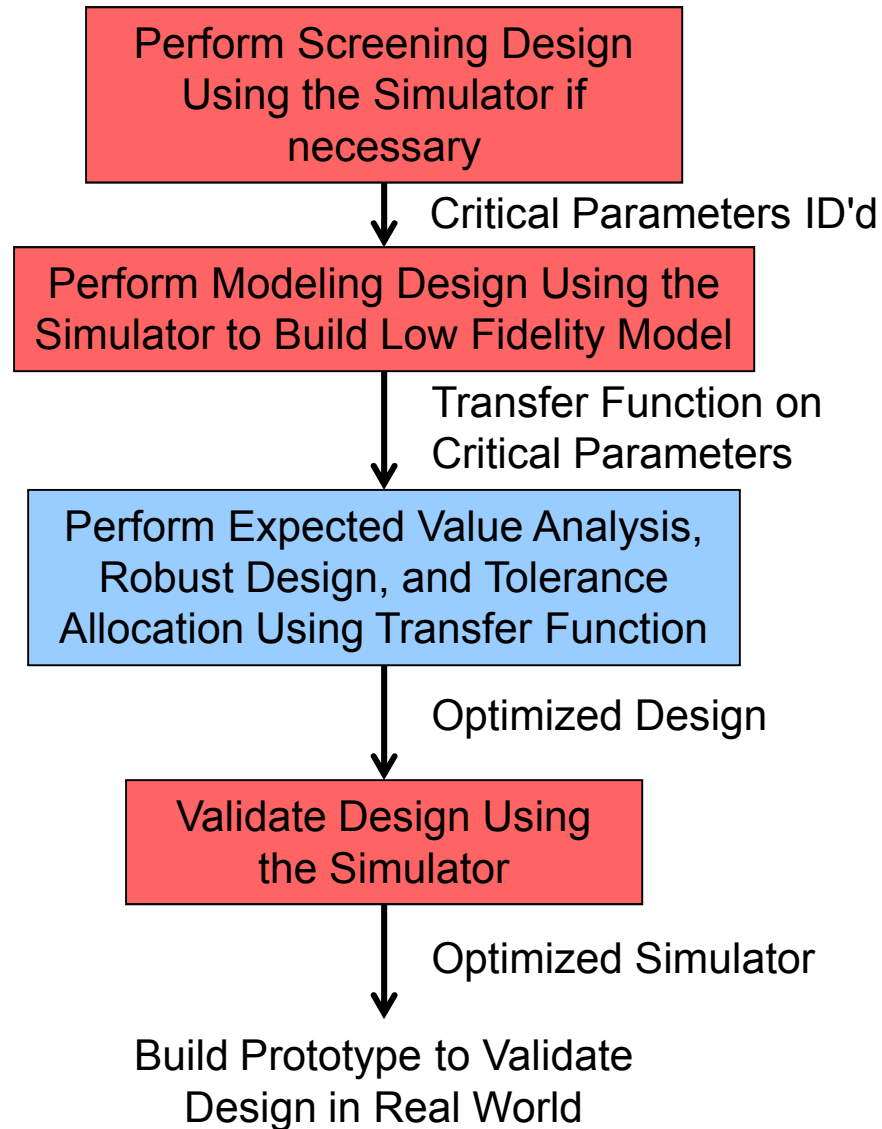 Perform Screening Design
Using the Simulator if
necessary
Critical Parameters ID'd
Perform Modeling Design Using the
Simulator to Build Low Fidelity Model
Transfer Function on
Critical Parameters
Perform Expected Value Analysis,
Robust Design, and Tolerance
Allocation Using Transfer Function
Optimized Design
Validate Design Using
the Simulator
Optimized Simulator
Build Prototype to Validate
Design in Real World